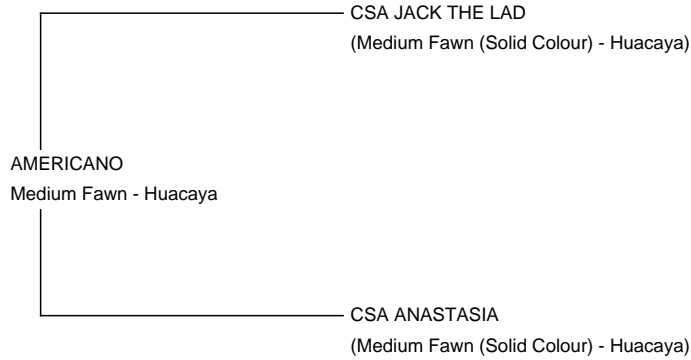 CSA JACK THE LAD
(Medium Fawn (Solid Colour) - Huacaya)
AMERICANO
Medium Fawn - Huacaya
CSA ANASTASIA
(Medium Fawn (Solid Colour) - Huacaya)